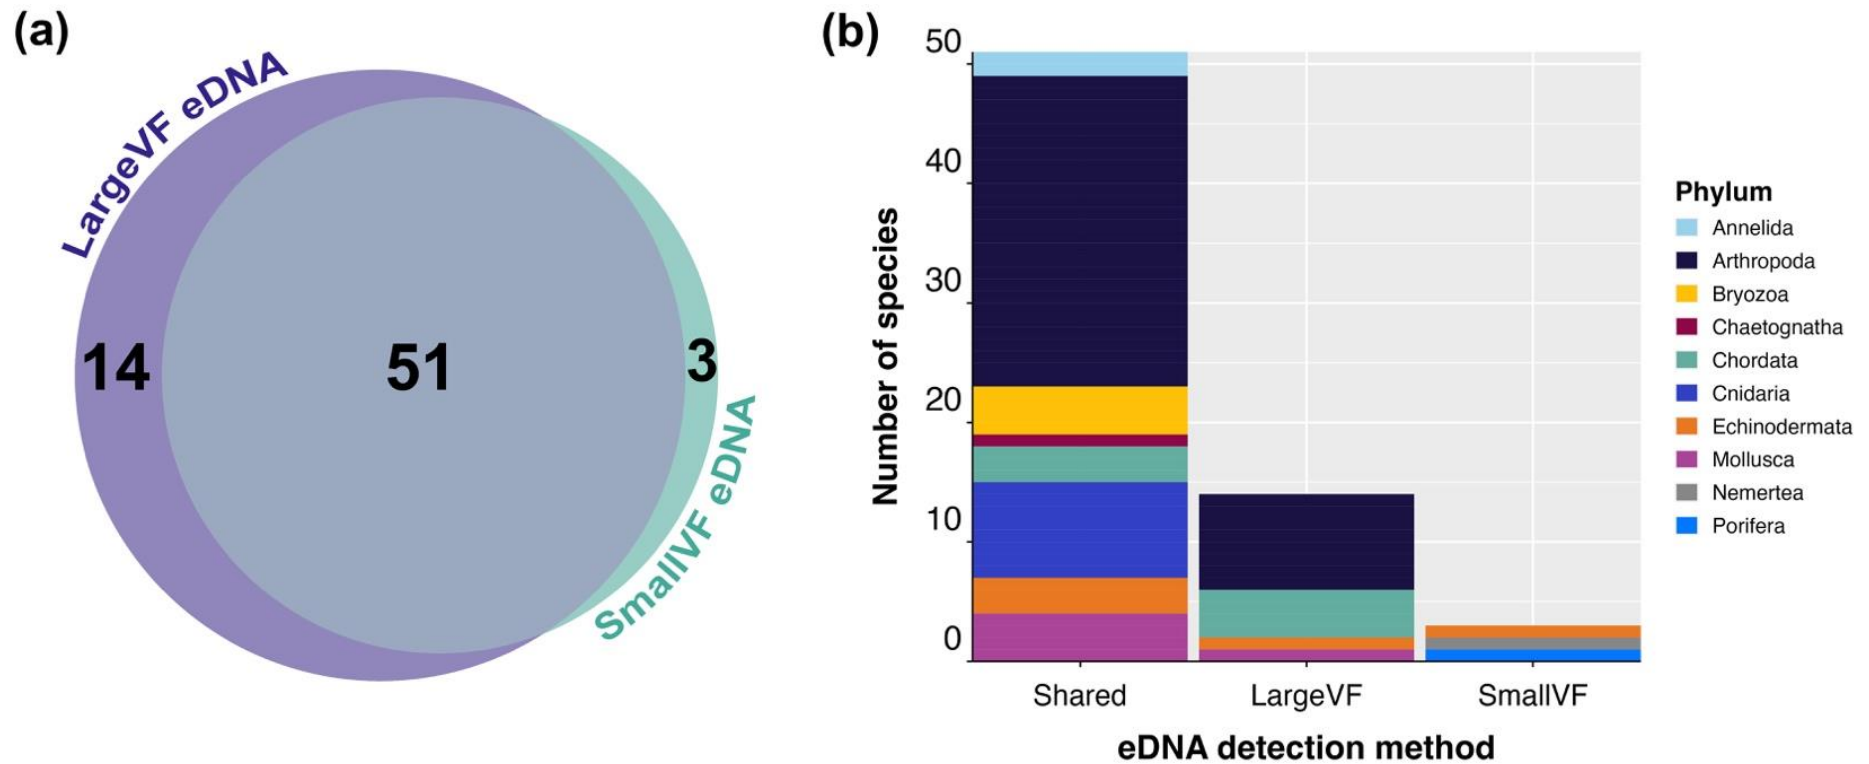 (a)
LargeVF eDNA
14
51
3
SmallVF eDNA
(b)
Number of species
50
40
30
20
10
0
Shared
LargeVF
SmallVF
eDNA detection method
Phylum
Annelida
Arthropoda
Bryozoa
Chaetognatha
Chordata
Cnidaria
Echinodermata
Mollusca
Nemertea
Porifera